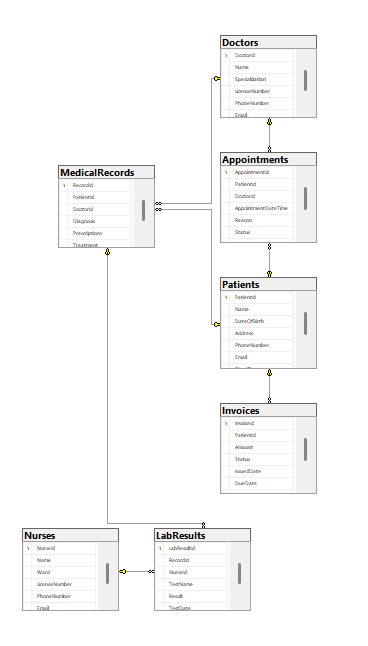 Doctors
DoctorId
Name
Specialization
LicenseNumber
PhoneNumber
Email
Appointments
AppointmentId
PatientId
DoctorId
AppointmentDateTime
Reason
Status
MedicalRecords
RecordId
PatientId
DoctorId
Diagnosis
Prescriptions
Treatment
Patients
PatientId
Name
DateOfBirth
Address
PhoneNumber
Email
Invoices
InvoiceId
PatientId
Amount
Status
IssuedDate
DueDate
Nurses
NurseId
Name
Ward
LicenseNumber
PhoneNumber
Email
LabResults
LabResultId
RecordId
NurseId
TestName
Result
TestDate